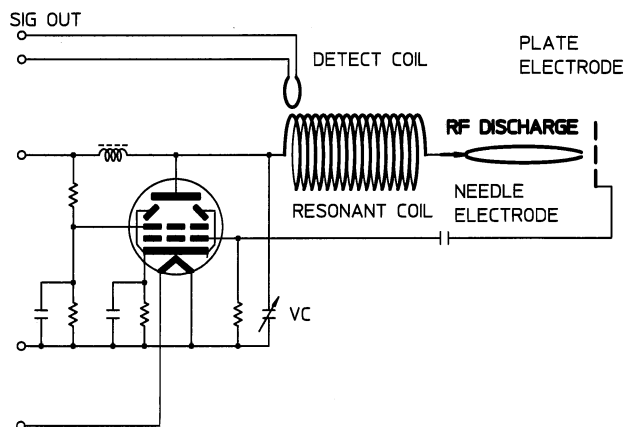 SIG OUT
DETECT COIL
PLATE
ELECTRODE
RF DISCHARGE
RESONANT COIL
NEEDLE
ELECTRODE
VC